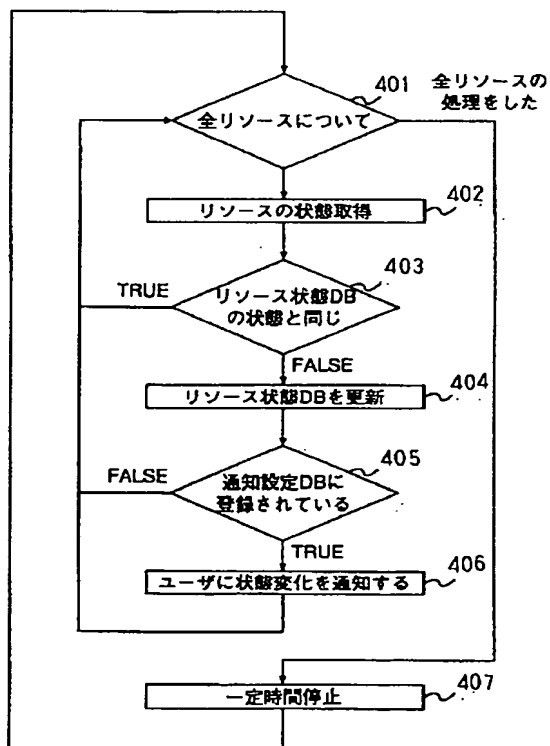 401
全リソースの
処理をした
全リソースについて
402
リソースの状態取得
403
TRUE
リソース状態DB
の状態と同じ
FALSE
404
リソース状態DBを更新
405
FALSE
通知設定DBに
登録されている
TRUE
406
ユーザに状態変化を通知する
407
一定時間停止